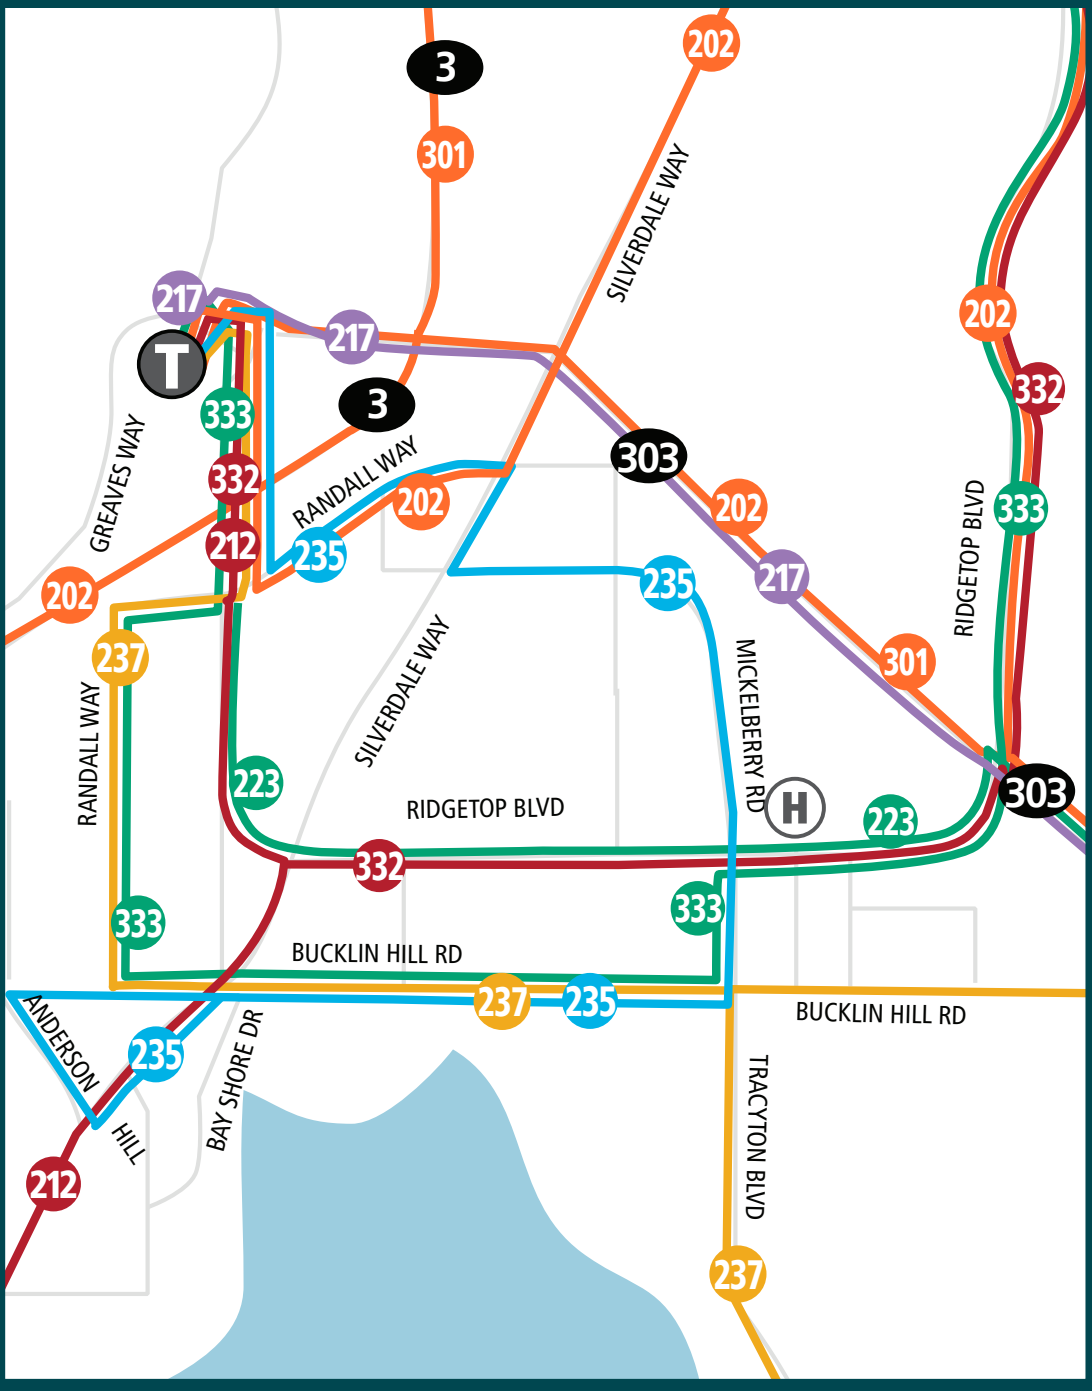 202
3
301
SILVERDALE WAY
217
202
217
T
332
3
333
GREAVES WAY
RANDALL WAY
303
332
202
202
RIDGETOP BLVD
333
212
235
217
235
202
SILVERDALE WAY
MICKELBERRY RD
237
301
RANDALL WAY
223
303
RIDGETOP BLVD
H
223
332
333
333
BUCKLIN HILL RD
237
235
BUCKLIN HILL RD
ANDERSON
HILL
235
BAY SHORE DR
TRACYTON BLVD
212
237